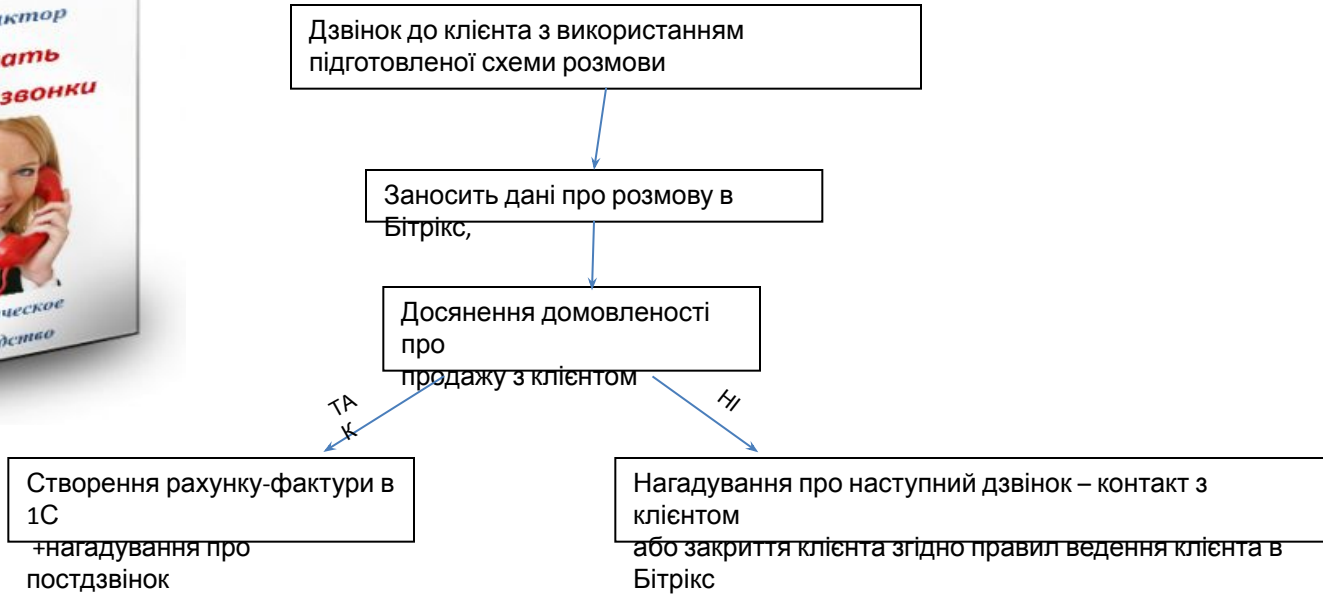 ать
звонки
Дзвінок до клієнта з використанням
підготовленої схеми розмови
Заносить дані про розмову в
Бітрікс,
Досянення домовленості
про
продажу з клієнтом
ТА
К
НІ
Створення рахунку-фактури в
1С
+нагадування про
постдзвінок
Нагадування про наступний дзвінок – контакт з
клієнтом
або закриття клієнта згідно правил ведення клієнта в
Бітрікс